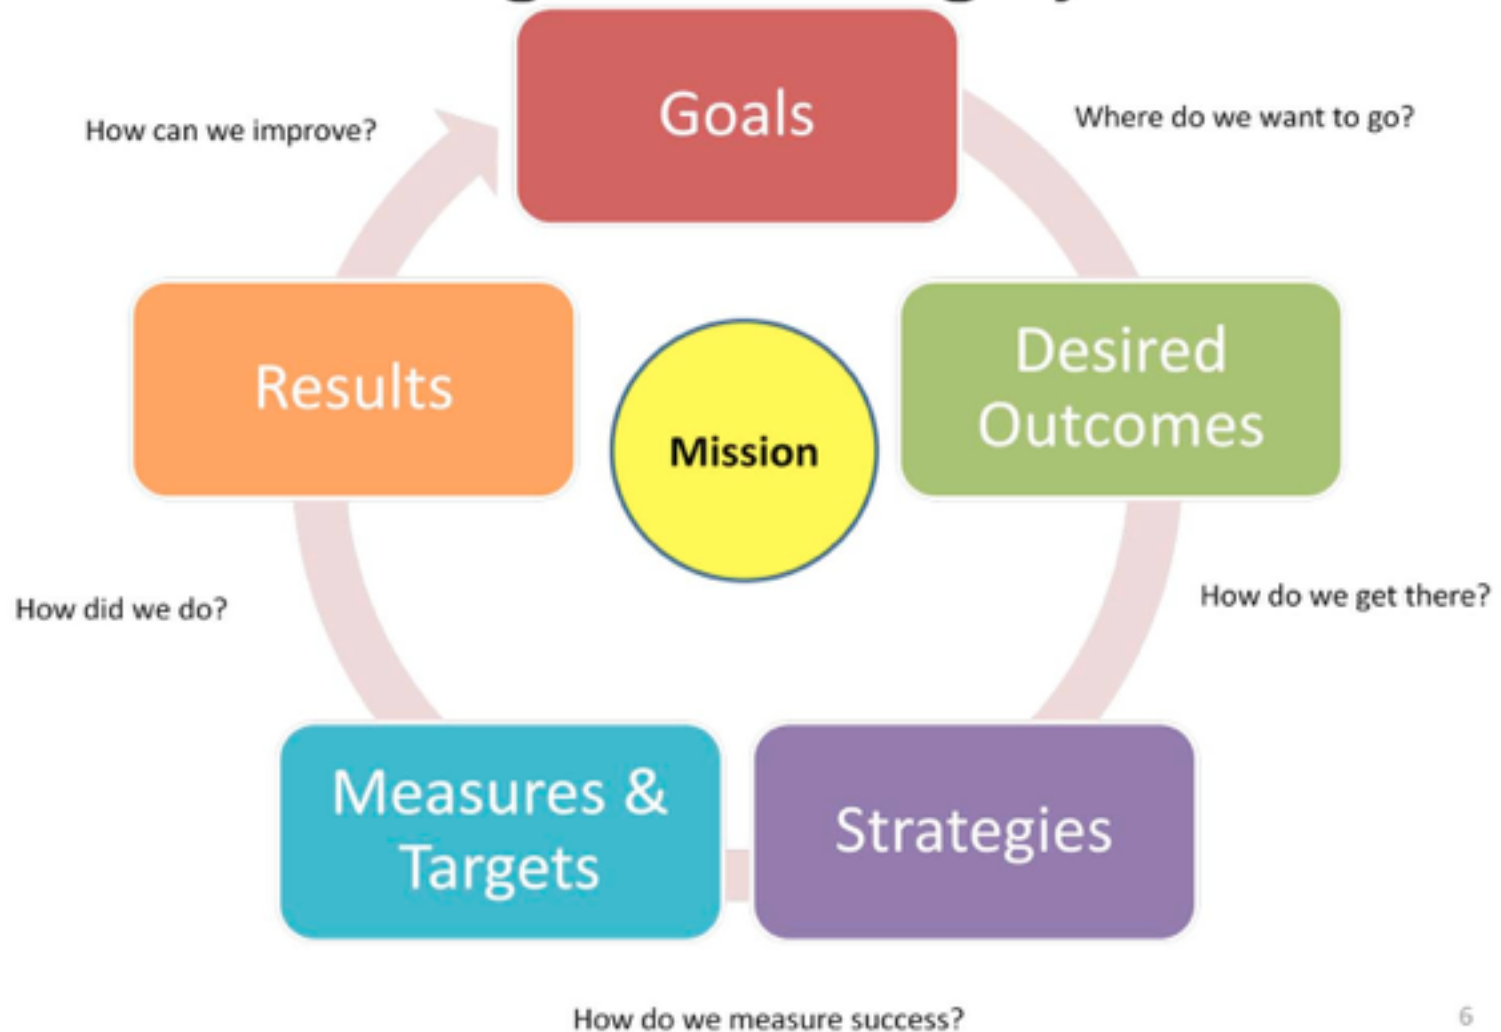 Goals
Where do we want to go?
Desired
Outcomes
How do we get there?
Strategies
How do we measure success?
Measures &
Targets
How did we do?
Results
How can we improve?
Mission
6